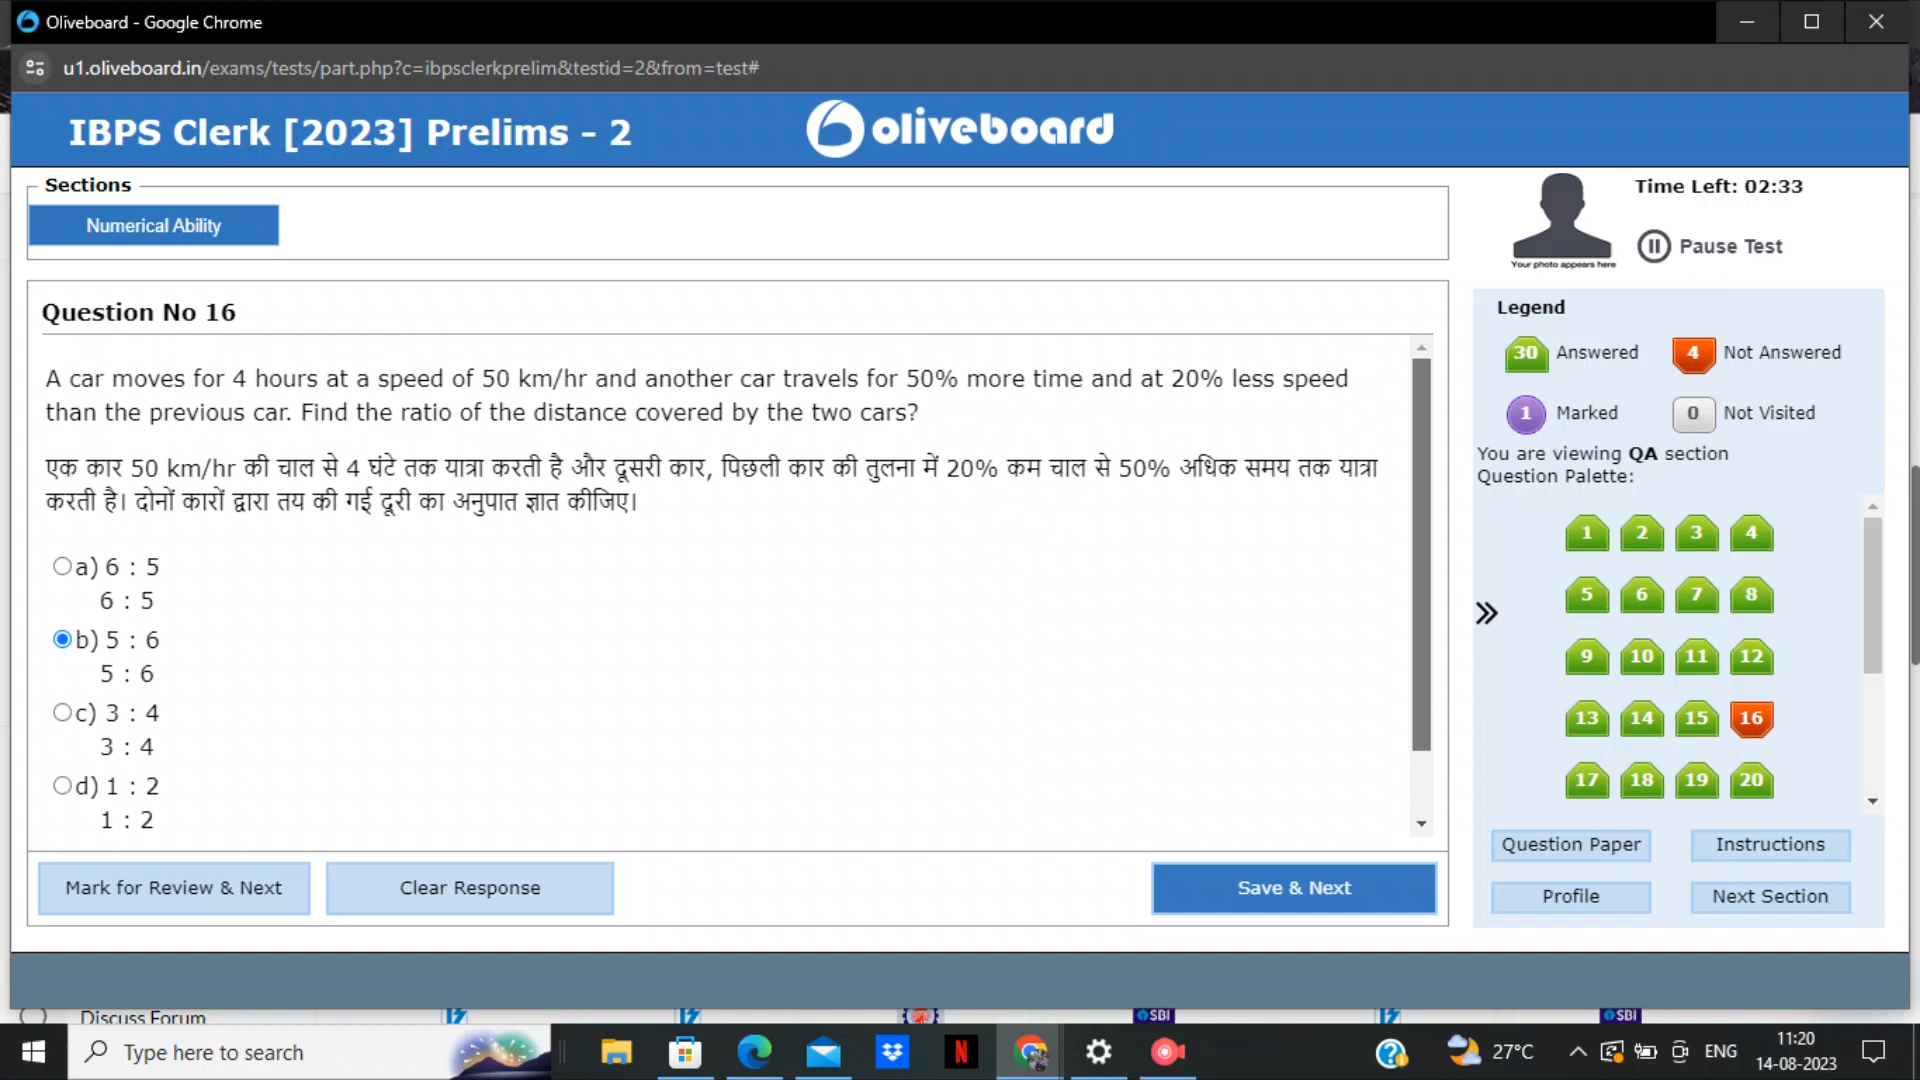 Oliveboard - Google Chrome
u1.oliveboard.in/exams/tests/part.php?c=ibpsclerkprelim&testid=2&from=test#
IBPS Clerk [2023] Prelims - 2
oliveboard
Sections
Numerical Ability
Your photo appears here
Time Left: 02:33
Pause Test
Question No 16
A car moves for 4 hours at a speed of 50 km/hr and another car travels for 50% more time and at 20% less speed
than the previous car. Find the ratio of the distance covered by the two cars?
एक कार 50 km/hr की चाल से 4 घंटे तक यात्रा करती है और दूसरी कार, पिछली कार की तुलना में 20% कम चाल से 50% अधिक समय तक यात्रा
करती है। दोनों कारों द्वारा तय की गई दूरी का अनुपात ज्ञात कीजिए।
a) 6 : 5
6 : 5
b) 5 : 6
5 : 6
c) 3 : 4
3 : 4
d) 1 : 2
1 : 2
Mark for Review & Next
Clear Response
Save & Next
Legend
30 Answered
4 Not Answered
1 Marked
0 Not Visited
You are viewing QA section
Question Palette:
1 2 3 4
5 6 7 8
9 10 11 12
13 14 15 16
17 18 19 20
Question Paper
Instructions
Profile
Next Section
Discuss Forum
SBI
SBI
Type here to search
27°C
ENG
11:20
14-08-2023